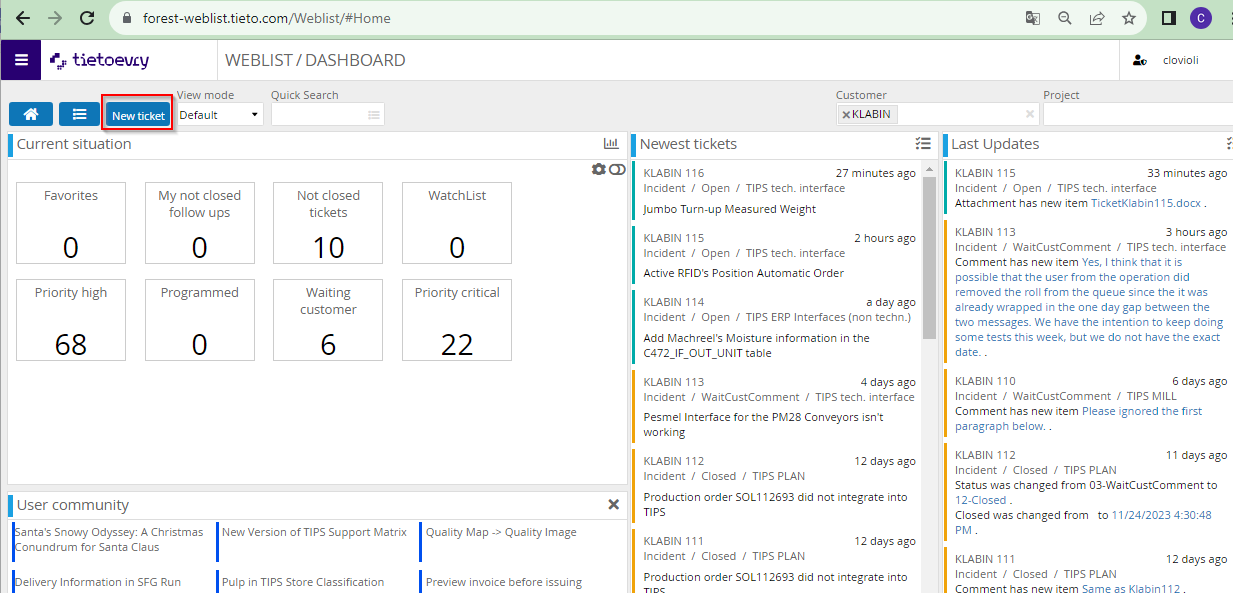 forest-weblist.tieto.com/Weblist/#Home
C
tietoevry
WEBLIST / DASHBOARD
clovioli
New ticket
View mode
Default
Quick Search
Customer
KLABIN
Project
Current situation
Favorites
0
My not closed
follow ups
0
Not closed
tickets
10
WatchList
0
Priority high
68
Programmed
0
Waiting
customer
6
Priority critical
22
User community
Santa's Snowy Odyssey: A Christmas
Conundrum for Santa Claus
New Version of TIPS Support Matrix
Quality Map -> Quality Image
Delivery Information in SFG Run
Pulp in TIPS Store Classification
Preview invoice before issuing
Newest tickets
KLABIN 116 27 minutes ago
Incident / Open / TIPS tech. interface
Jumbo Turn-up Measured Weight
KLABIN 115 2 hours ago
Incident / Open / TIPS tech. interface
Active RFID's Position Automatic Order
KLABIN 114 a day ago
Incident / Open / TIPS ERP Interfaces (non techn.)
Add Machreel's Moisture information in the
C472_IF_OUT_UNIT table
KLABIN 113 4 days ago
Incident / WaitCustComment / TIPS tech. interface
Pesmel Interface for the PM28 Conveyors isn't
working
KLABIN 112 12 days ago
Incident / Closed / TIPS PLAN
Production order SOL112693 did not integrate into
TIPS
KLABIN 111 12 days ago
Incident / Closed / TIPS PLAN
Production order SOL112693 did not integrate into
TIPS
Last Updates
KLABIN 115 33 minutes ago
Incident / Open / TIPS tech. interface
Attachment has new item TicketKlabin115.docx .
KLABIN 113 3 hours ago
Incident / WaitCustComment / TIPS tech. interface
Comment has new item Yes, I think that it is
possible that the user from the operation did
removed the roll from the queue since the it was
already wrapped in the one day gap between the
two messages. We have the intention to keep doing
some tests this week, but we do not have the exact
date. .
KLABIN 110 6 days ago
Incident / WaitCustComment / TIPS MILL
Comment has new item Please ignored the first
paragraph below. .
KLABIN 112 11 days ago
Incident / Closed / TIPS PLAN
Status was changed from 03-WaitCustComment to
12-Closed .
Closed was changed from to 11/24/2023 4:30:48
PM .
KLABIN 111 12 days ago
Incident / Closed / TIPS PLAN
Comment has new item Same as Klabin112 .